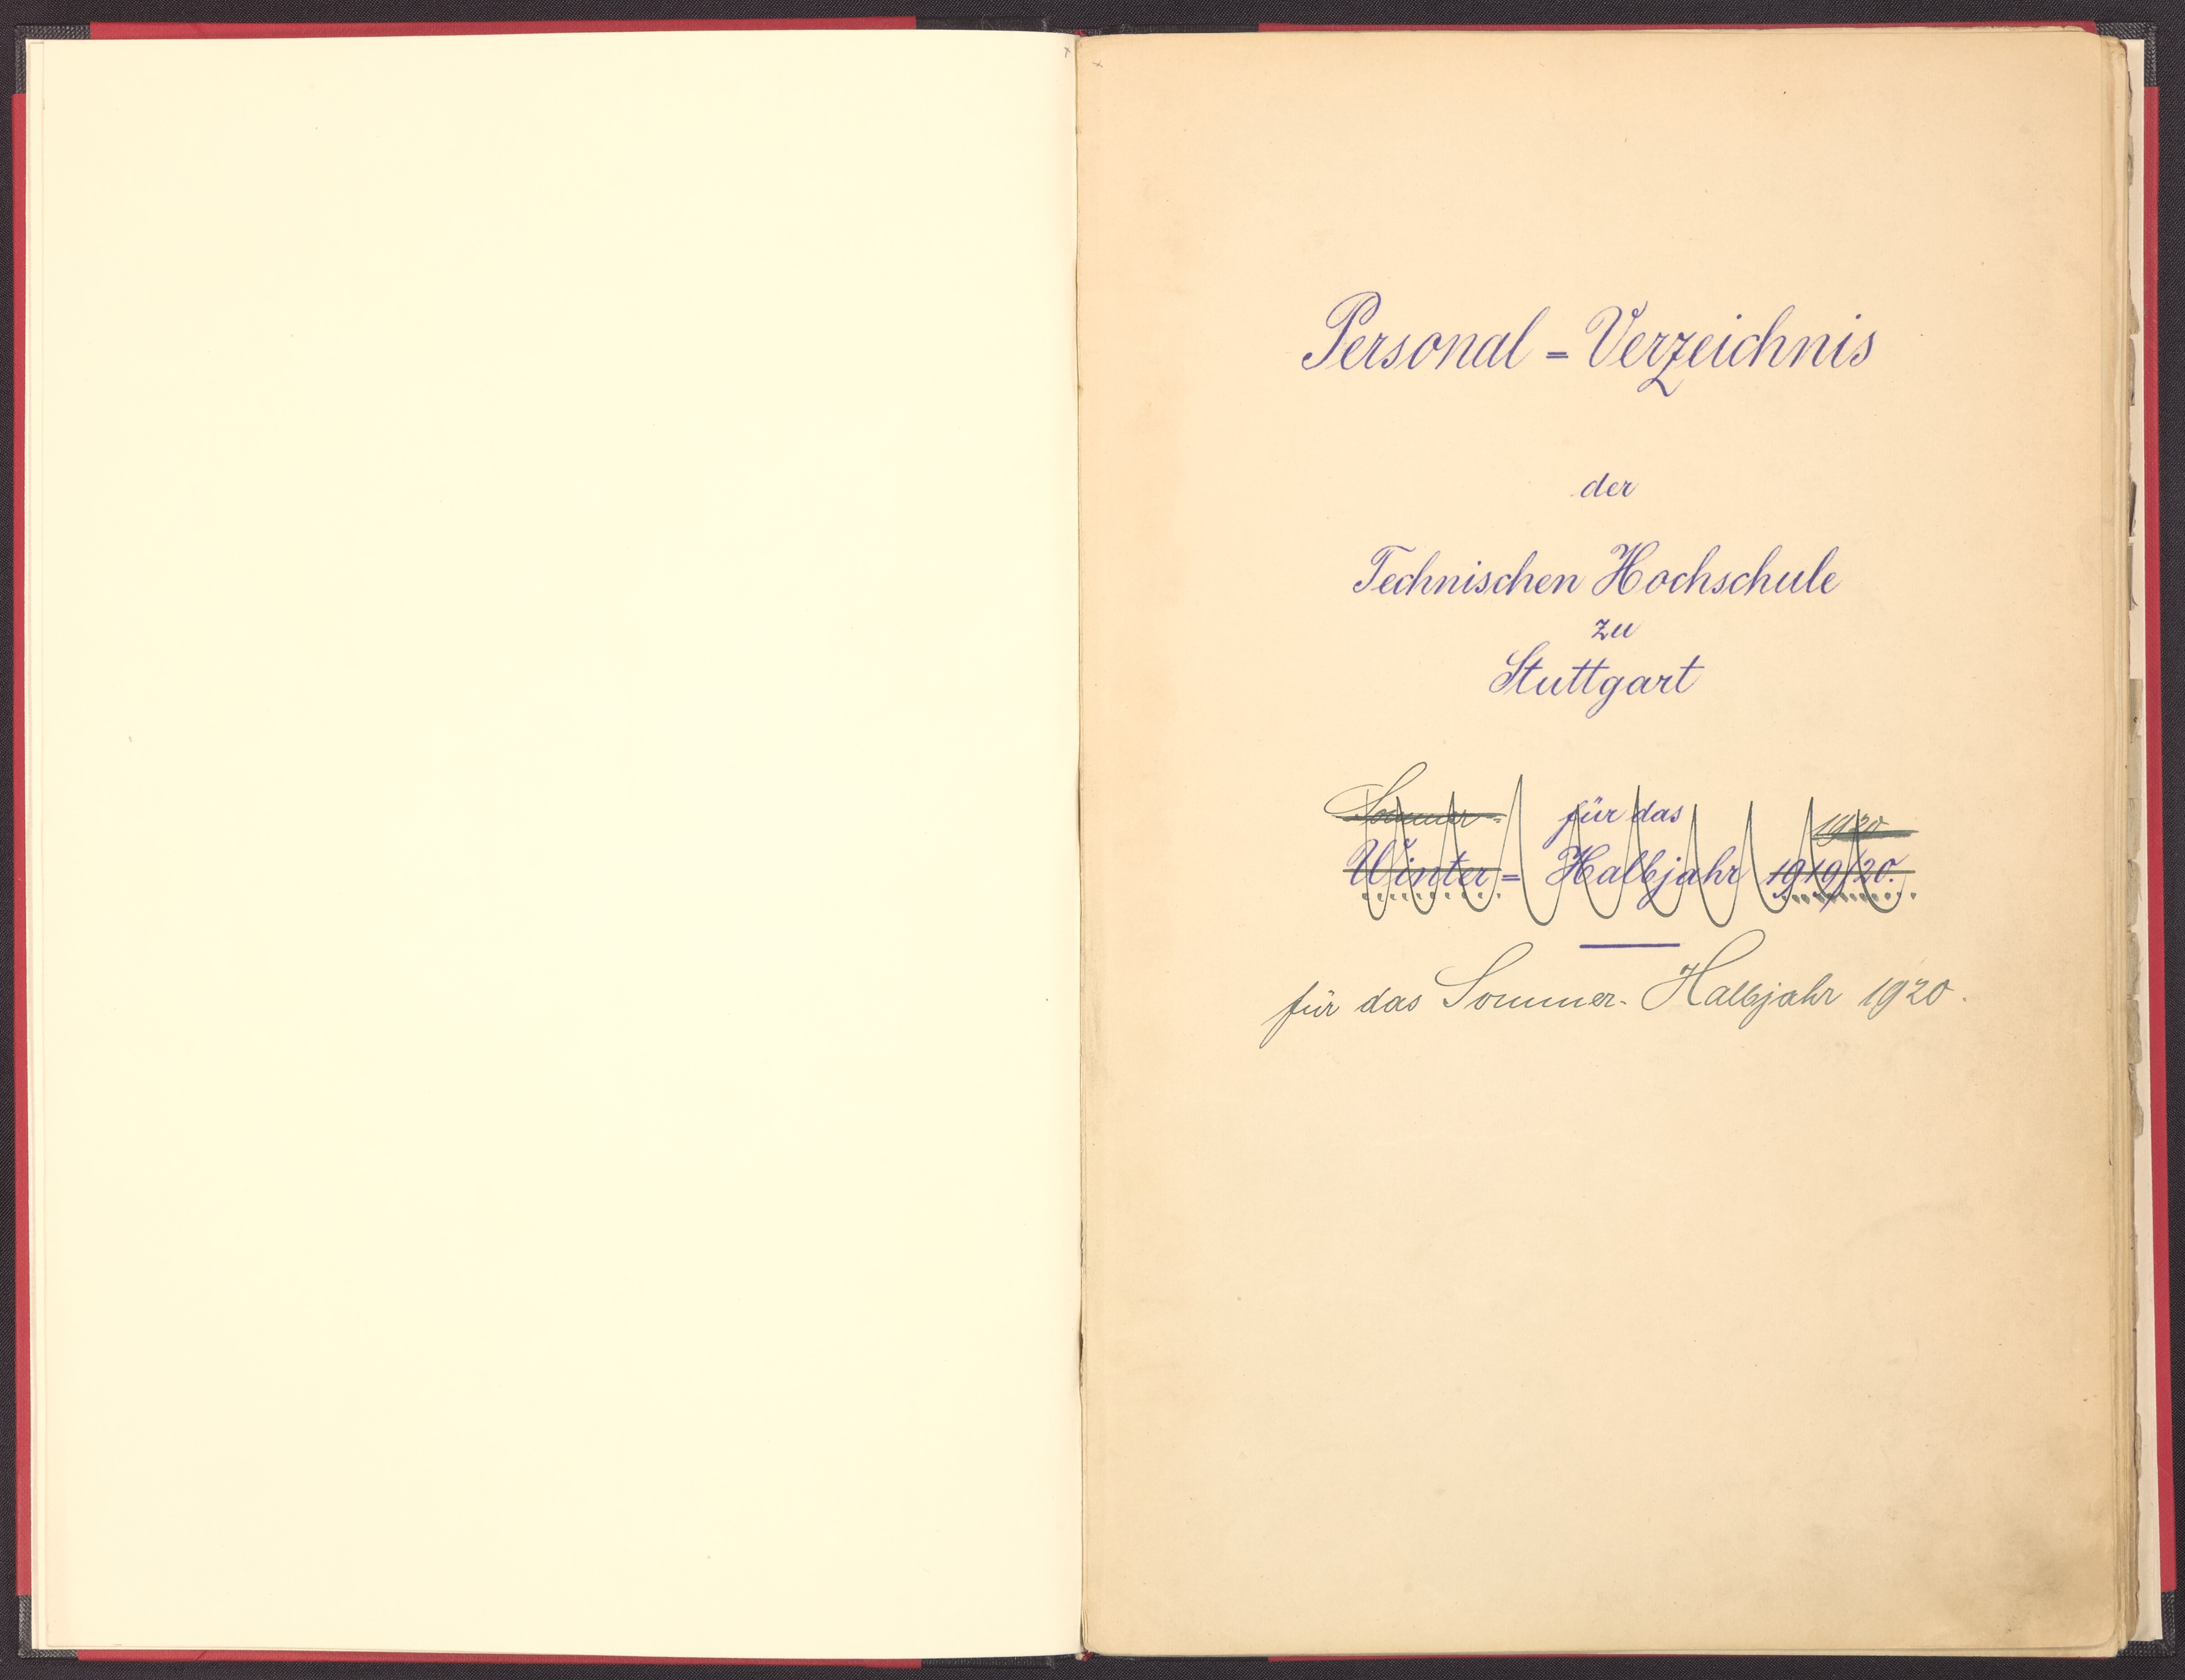 Personal=Verzeichnis
der
Technischen Hochschule
zu
Stuttgart
Sommer= für das 1920
Winter= Halbjahr 1919/20.
für das Sommer-Halbjahr 1920.